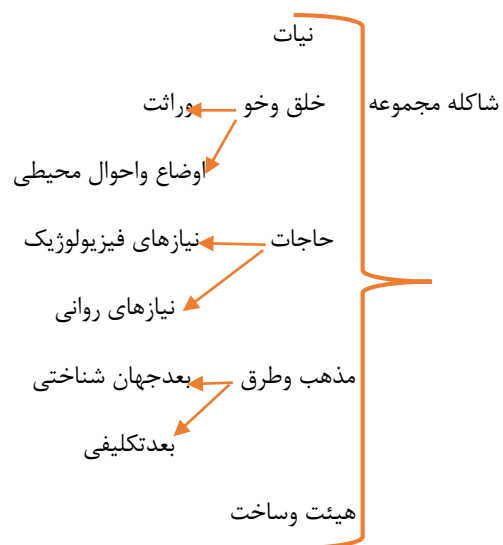 نیات
شاکله مجموعه خلق وخو وراثت
اوضاع واحوال محیطی
حاجات نیازهای فیزیولوژیک
نیازهای روانی
مذهب وطرق بعدجهان شناختی
بعدتکلیفی
هیئت وساخت